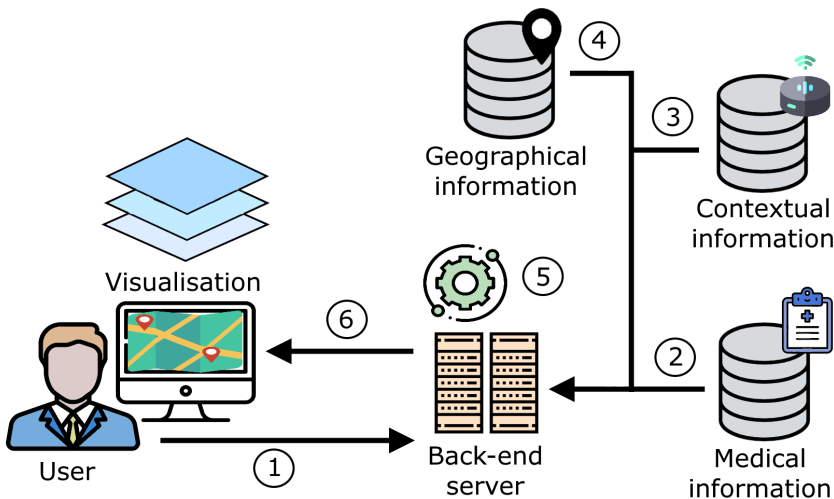 4
Geographical
information
3
Contextual
information
Visualisation
5
6
2
User
1
Back-end
server
Medical
information